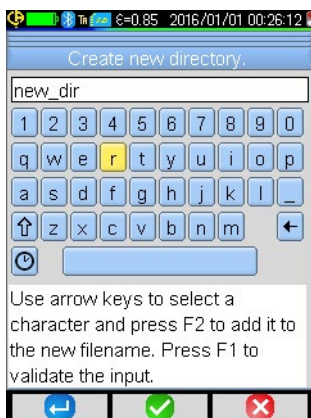 ε=0.85 2016/01/01 00:26:12
Create new directory.
new_dir
1 2 3 4 5 6 7 8 9 0
q w e r t y u i o p
a s d f g h j k l _
z x c v b n m
Use arrow keys to select a
character and press F2 to add it to
the new filename. Press F1 to
validate the input.